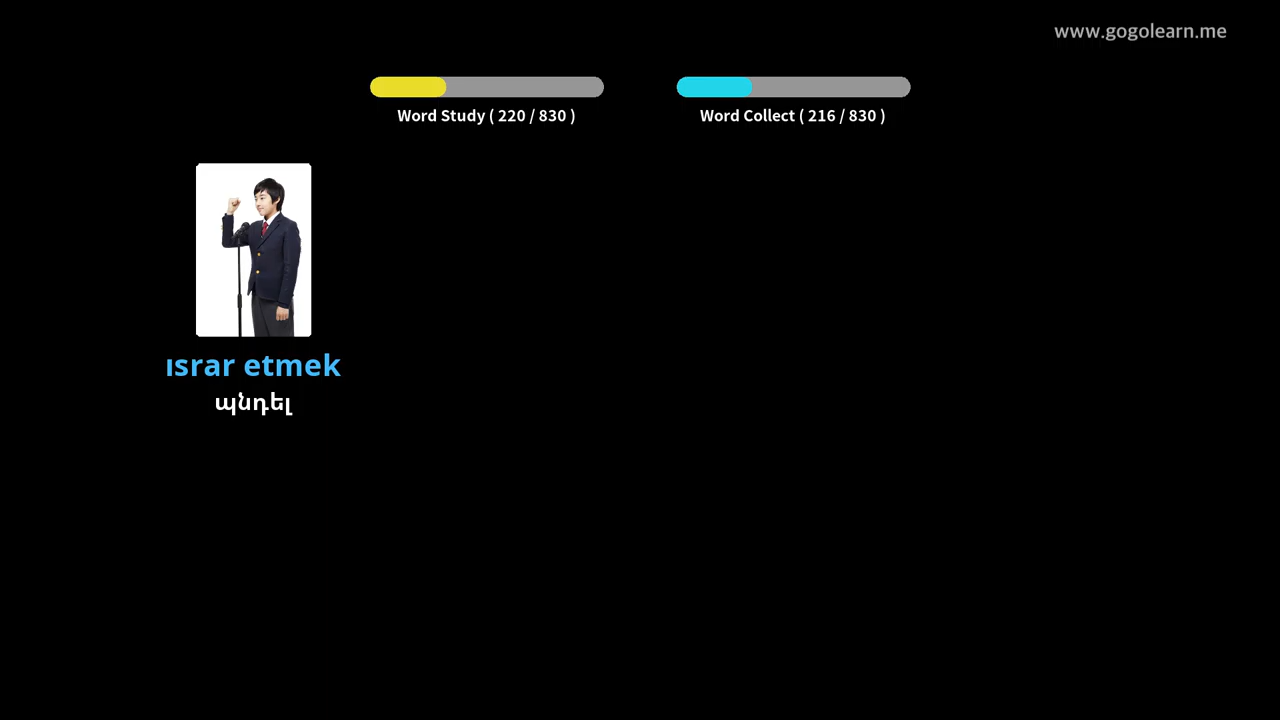 www.gogolearn.me
Word Study ( 220 / 830 )
Word Collect ( 216 / 830 )
ısrar etmek
պնդել